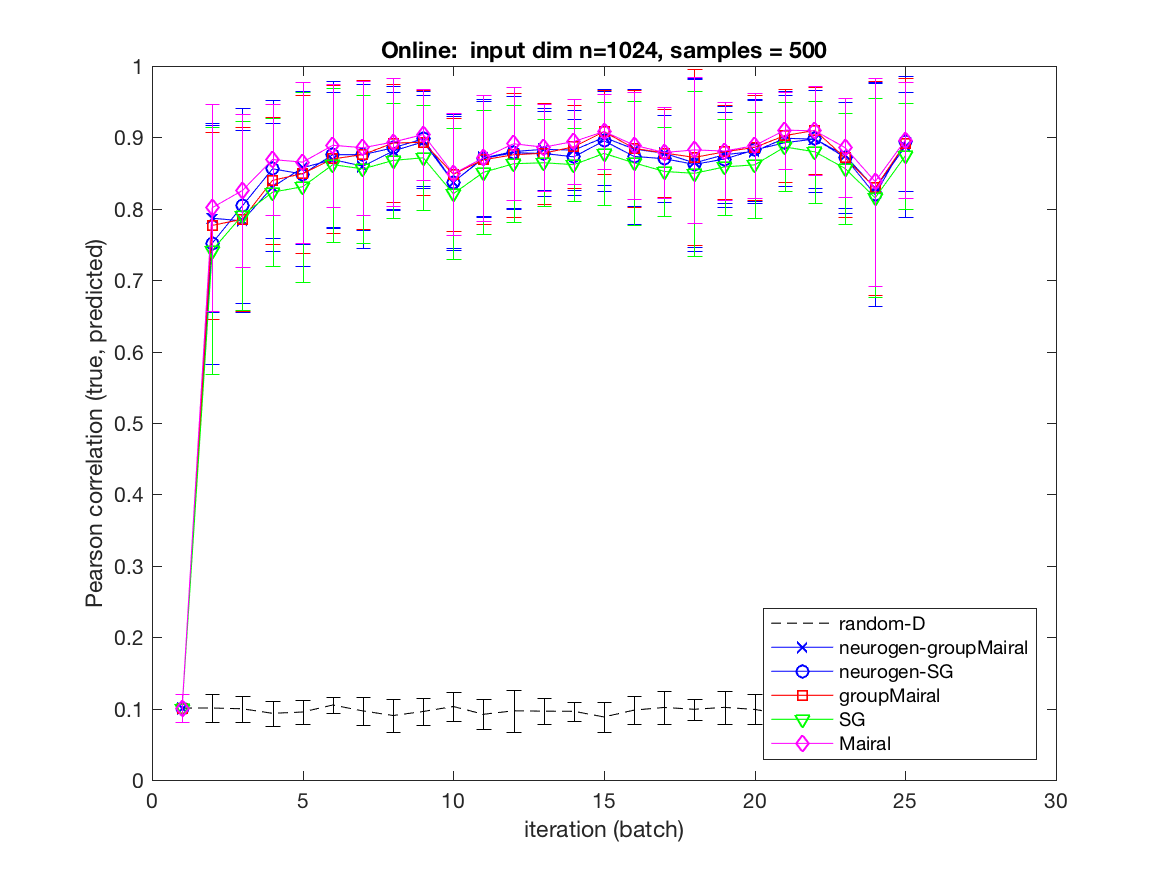 Online:  input dim n=1024, samples = 500
1
0.9
0.8
0.7
0.6
0.5
0.4
0.3
0.2
0.1
0
Pearson correlation (true, predicted)
random-D
neurogen-groupMairal
neurogen-SG
groupMairal
SG
Mairal
0 5 10 15 20 25 30
iteration (batch)